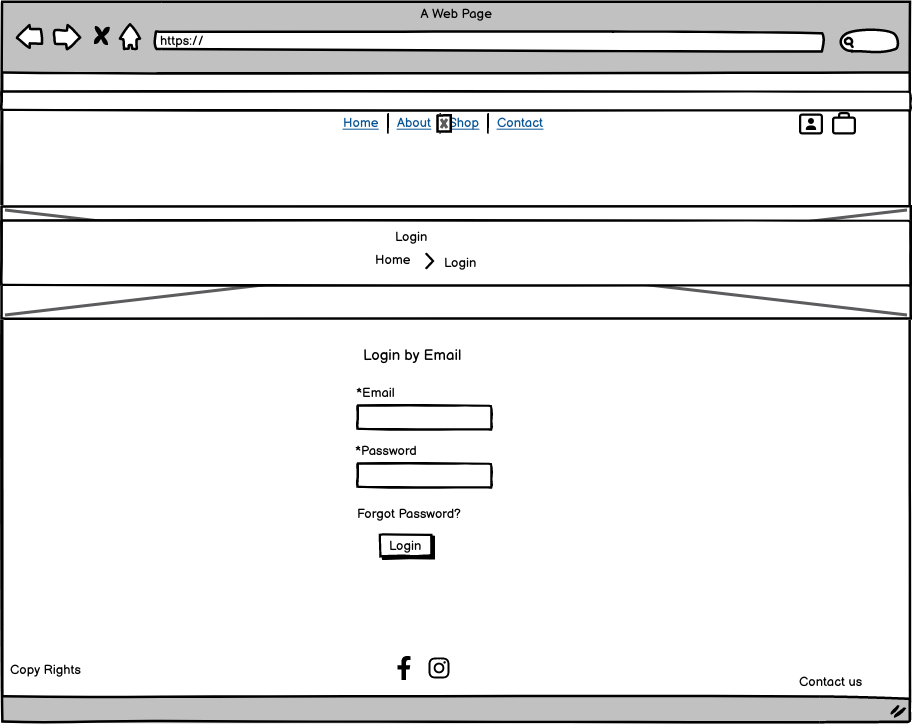 A Web Page
https://
Home About Shop Contact
Login
Home Login
Login by Email
*Email
*Password
Forgot Password?
Login
Copy Rights
Contact us